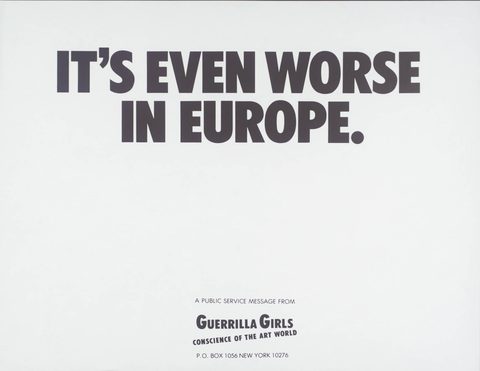 IT'S EVEN WORSE
IN EUROPE.
A PUBLIC SERVICE MESSAGE FROM
GUERRILLA GIRLS
CONSCIENCE OF THE ART WORLD
P.O. BOX 1056 NEW YORK 10276